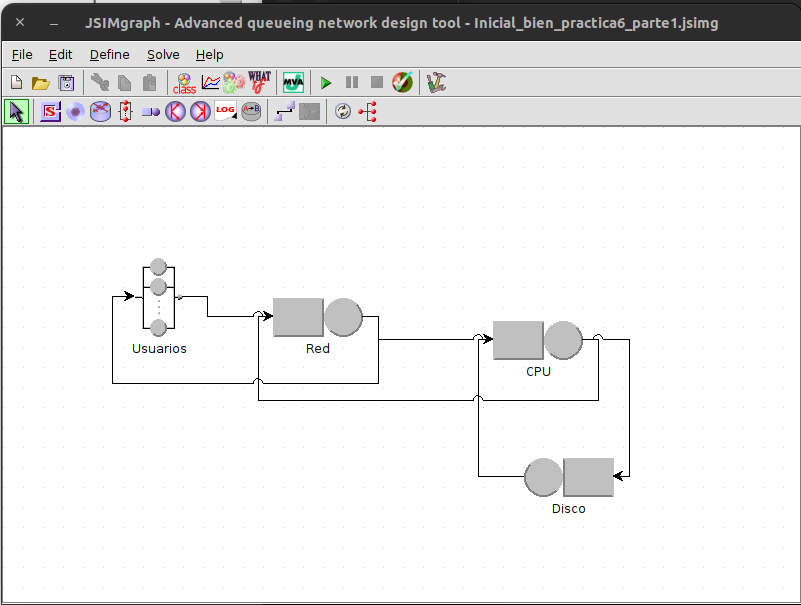 JSIMgraph - Advanced queueing network design tool - Inicial_bien_practica6_parte1.jsimg
File Edit Define Solve Help
class WHAT IF MVA
S LOG A→B
Usuarios
Red
CPU
Disco